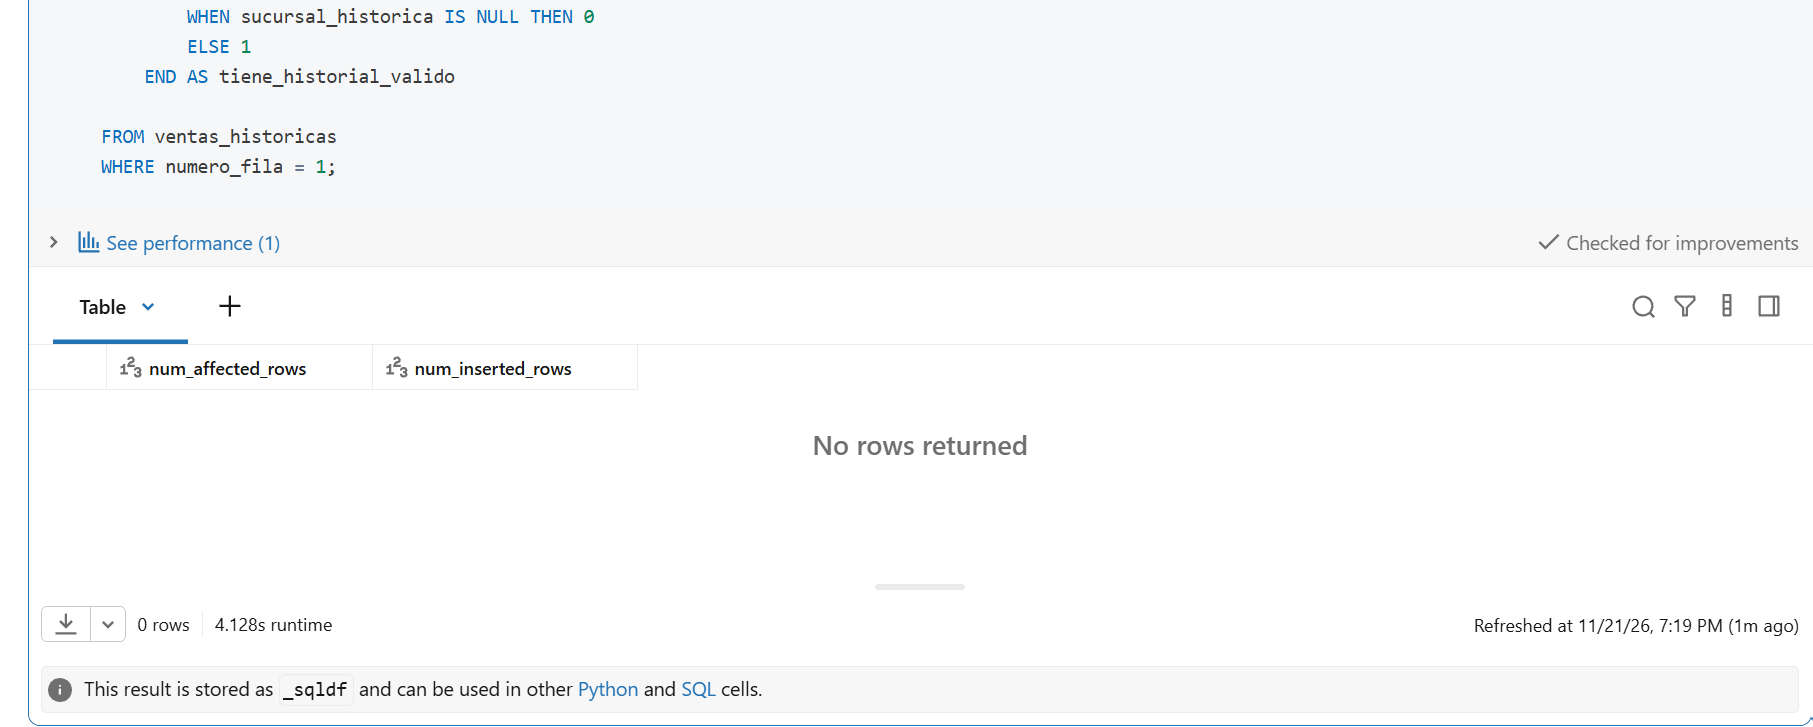 WHEN sucursal_historica IS NULL THEN 0
ELSE 1
END AS tiene_historial_valido
FROM ventas_historicas
WHERE numero_fila = 1;
See performance (1)
Checked for improvements
Table
123 num_affected_rows
123 num_inserted_rows
No rows returned
0 rows
4.128s runtime
Refreshed at 11/21/26, 7:19 PM (1m ago)
This result is stored as _sqldf and can be used in other Python and SQL cells.